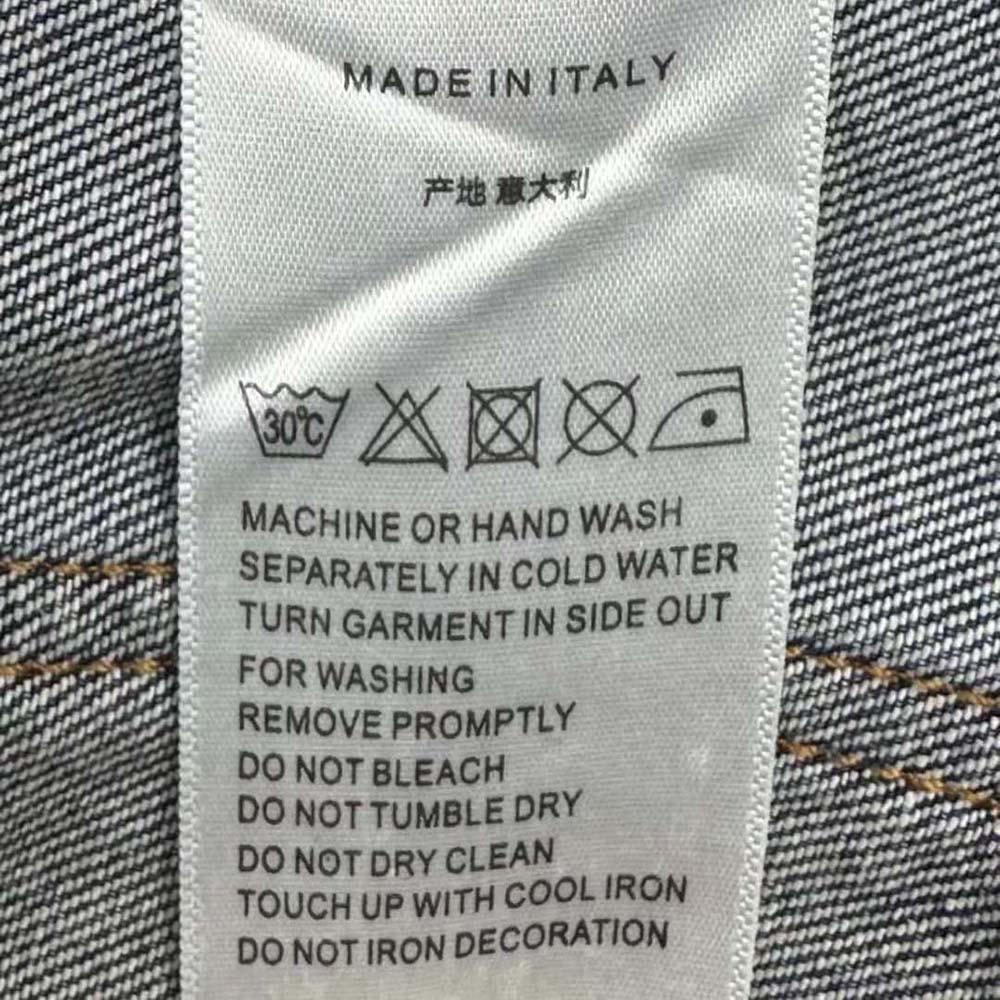 MADE IN ITALY
产地 意大利
30℃
MACHINE OR HAND WASH
SEPARATELY IN COLD WATER
TURN GARMENT IN SIDE OUT
FOR WASHING
REMOVE PROMPTLY
DO NOT BLEACH
DO NOT TUMBLE DRY
DO NOT DRY CLEAN
TOUCH UP WITH COOL IRON
DO NOT IRON DECORATION